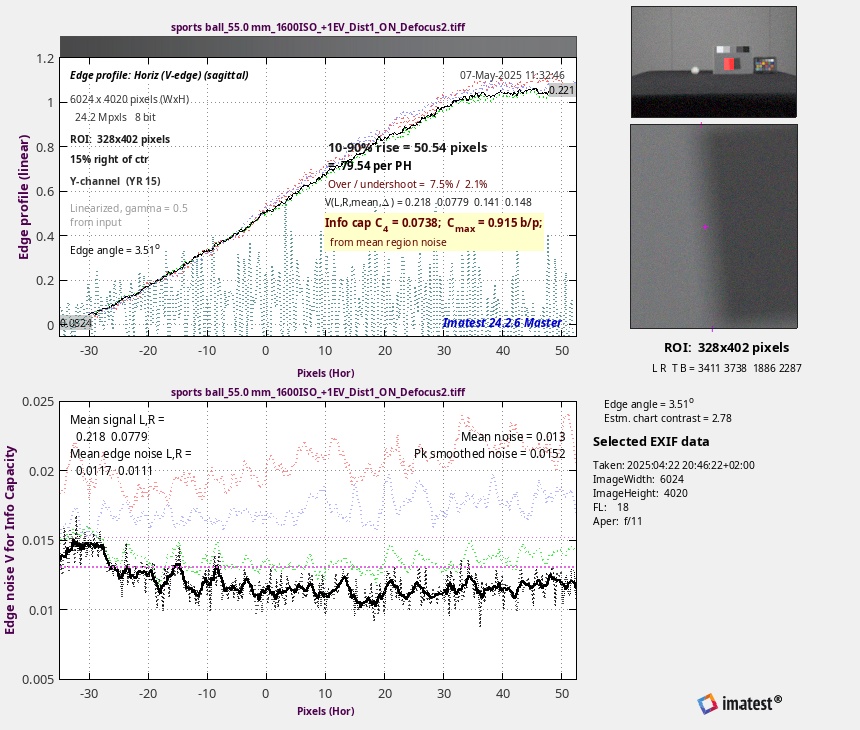 sports ball_55.0 mm_1600ISO_+1EV_Dist1_ON_Defocus2.tiff
Edge profile: Horiz (V-edge) (sagittal)
07-May-2025 11:32:46
6024 x 4020 pixels (WxH)
24.2 Mpxls 8 bit
ROI: 328x402 pixels
15% right of ctr
Y-channel (YR 15)
Linearized, gamma = 0.5
from input
Edge angle = 3.51o
0.221
10-90% rise = 50.54 pixels
= 79.54 per PH
Over / undershoot = 7.5% / 2.1%
V(L,R,mean,Δ) = 0.218 0.0779 0.141 0.148
Info cap C4 = 0.0738; Cmax = 0.915 b/p;
from mean region noise
0.0824
Imatest 24.2.6 Master
Edge profile (linear)
1.2
1
0.8
0.6
0.4
0.2
0
-30 -20 -10 0 10 20 30 40 50
Pixels (Hor)
sports ball_55.0 mm_1600ISO_+1EV_Dist1_ON_Defocus2.tiff
Mean signal L,R =
0.218 0.0779
Mean edge noise L,R =
0.0117 0.0111
Mean noise = 0.013
Pk smoothed noise = 0.0152
Edge noise V for Info Capacity
0.025
0.02
0.015
0.01
0.005
-30 -20 -10 0 10 20 30 40 50
Pixels (Hor)
ROI: 328x402 pixels
L R T B = 3411 3738 1886 2287
Edge angle = 3.51o
Estm. chart contrast = 2.78
Selected EXIF data
Taken: 2025:04:22 20:46:22+02:00
ImageWidth: 6024
ImageHeight: 4020
FL: 18
Aper: f/11
imatest®